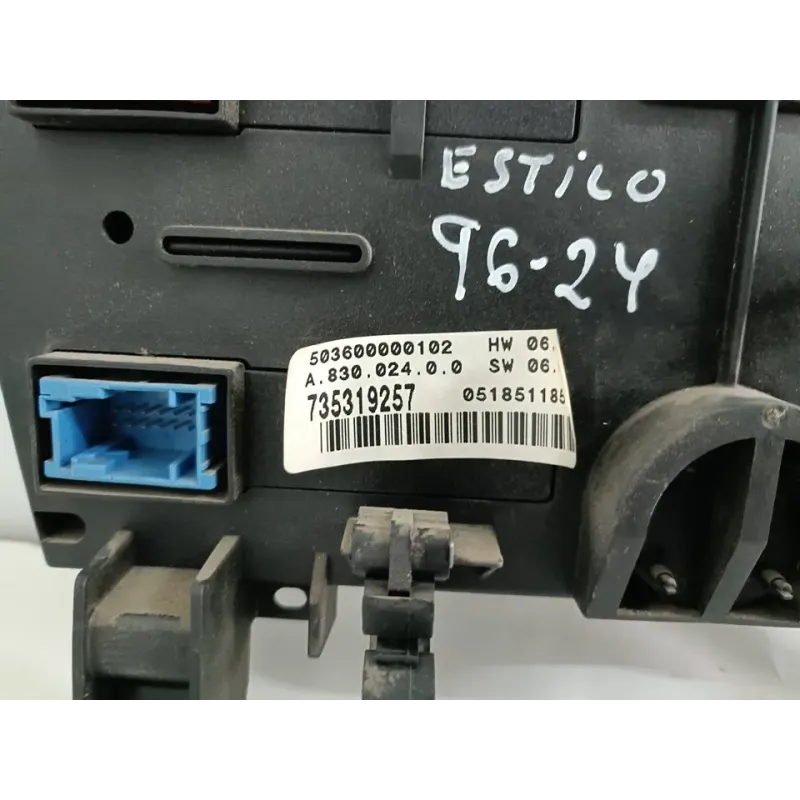 ESTILO
96-24
503600000102 HW 06.
A.830.024.0.0 SW 06.
735319257 051851185